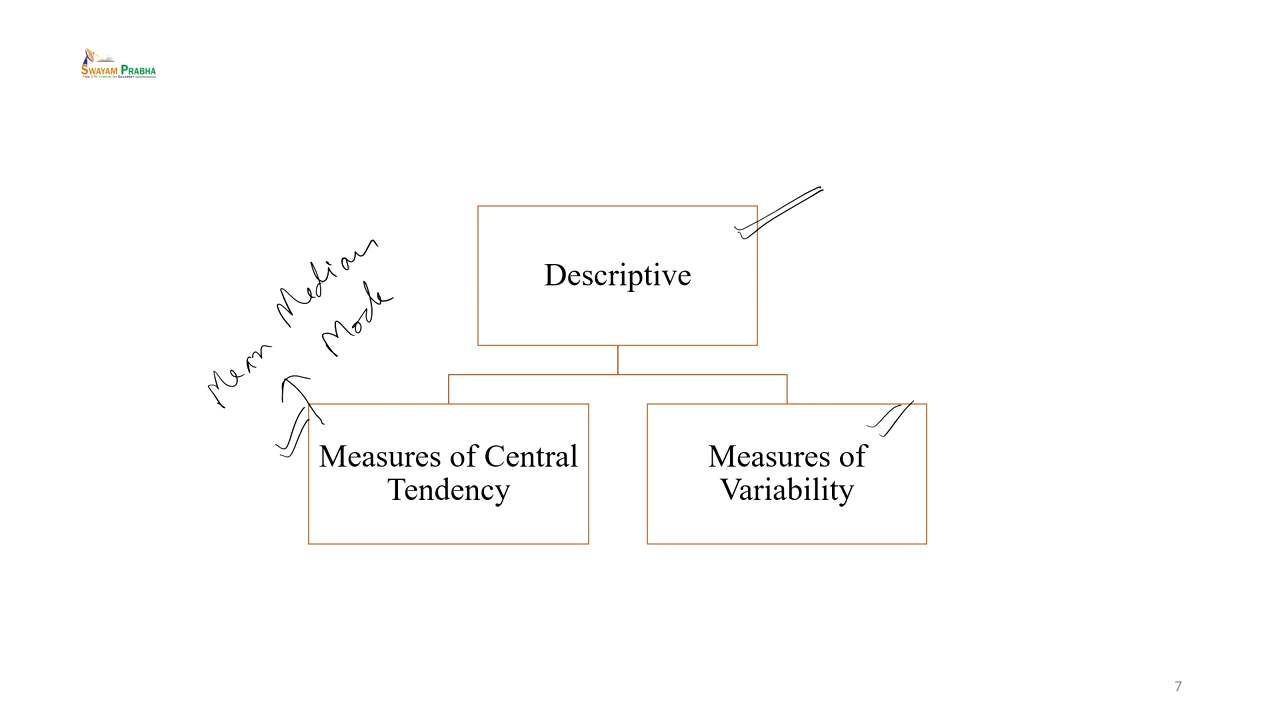 SWAYAM PRABHA
Descriptive
Mean Median
Mode
Measures of Central
Tendency
Measures of
Variability
7